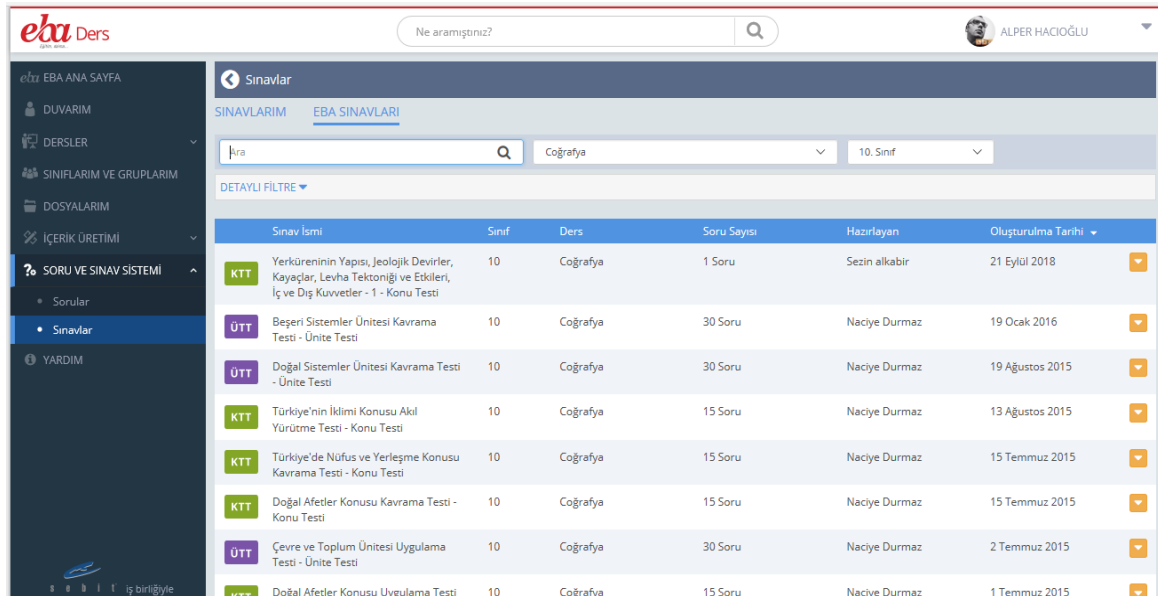 eba Ders
Ne aramıştınız?
ALPER HACIOĞLU
eba EBA ANA SAYFA
DUVARIM
DERSLER
SINIFLARIM VE GRUPLARIM
DOSYALARIM
İÇERİK ÜRETİMİ
SORU VE SINAV SİSTEMİ
Sorular
Sınavlar
YARDIM
sebit iş birliğiyle
Sınavlar
SINAVLARIM EBA SINAVLARI
Ara Coğrafya 10. Sınıf
DETAYLI FİLTRE
Sınav İsmi Sınıf Ders Soru Sayısı Hazırlayan Oluşturulma Tarihi
KTT Yerküreninin Yapısı, Jeolojik Devirler, 10 Coğrafya 1 Soru Sezin alkabir 21 Eylül 2018
Kayaçlar, Levha Tektoniği ve Etkileri,
İç ve Dış Kuvvetler - 1 - Konu Testi
ÜTT Beşeri Sistemler Ünitesi Kavrama 10 Coğrafya 30 Soru Naciye Durmaz 19 Ocak 2016
Testi - Ünite Testi
ÜTT Doğal Sistemler Ünitesi Kavrama Testi 10 Coğrafya 30 Soru Naciye Durmaz 19 Ağustos 2015
- Ünite Testi
KTT Türkiye'nin İklimi Konusu Akıl 10 Coğrafya 15 Soru Naciye Durmaz 13 Ağustos 2015
Yürütme Testi - Konu Testi
KTT Türkiye'de Nüfus ve Yerleşme Konusu 10 Coğrafya 15 Soru Naciye Durmaz 15 Temmuz 2015
Kavrama Testi - Konu Testi
KTT Doğal Afetler Konusu Kavrama Testi - 10 Coğrafya 15 Soru Naciye Durmaz 15 Temmuz 2015
Konu Testi
ÜTT Çevre ve Toplum Ünitesi Uygulama 10 Coğrafya 30 Soru Naciye Durmaz 2 Temmuz 2015
Testi - Ünite Testi
KTT Doğal Afetler Konusu Uygulama Testi 10 Coğrafya 15 Soru Naciye Durmaz 1 Temmuz 2015